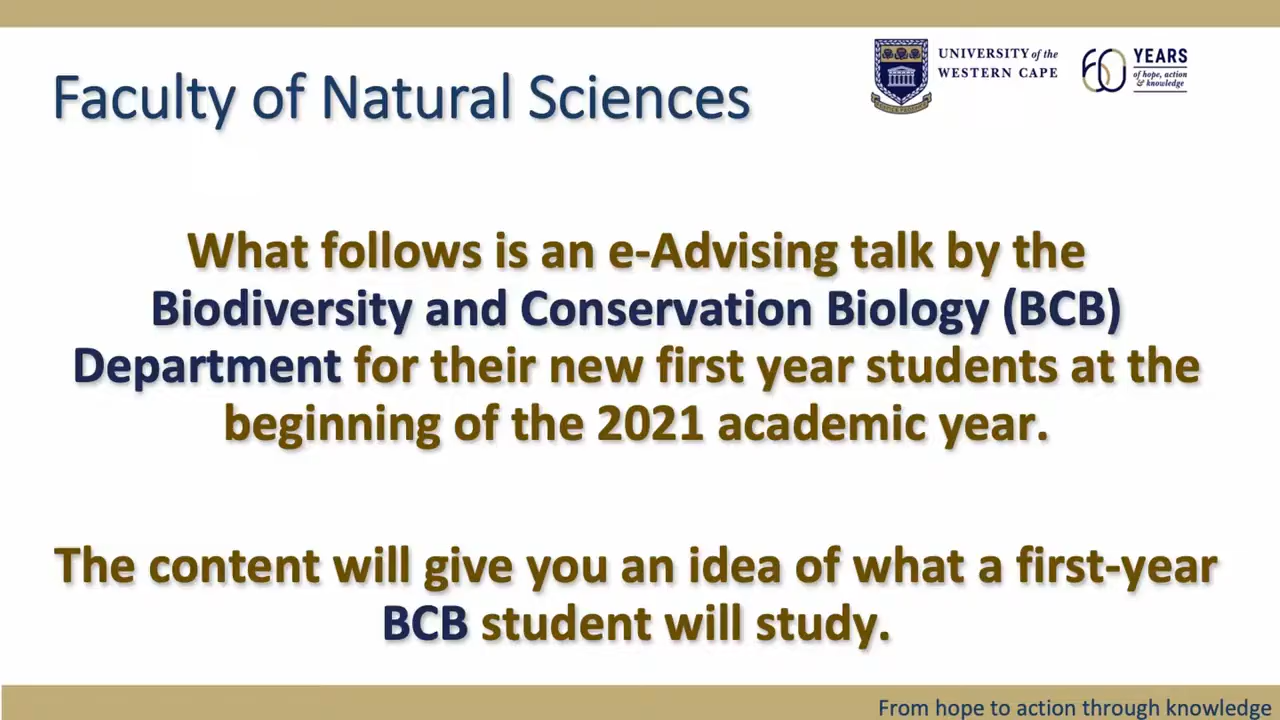 Faculty of Natural Sciences
UNIVERSITY of the
WESTERN CAPE
60 YEARS
of hope, action
& knowledge
What follows is an e-Advising talk by the
Biodiversity and Conservation Biology (BCB)
Department for their new first year students at the
beginning of the 2021 academic year.
The content will give you an idea of what a first-year
BCB student will study.
From hope to action through knowledge